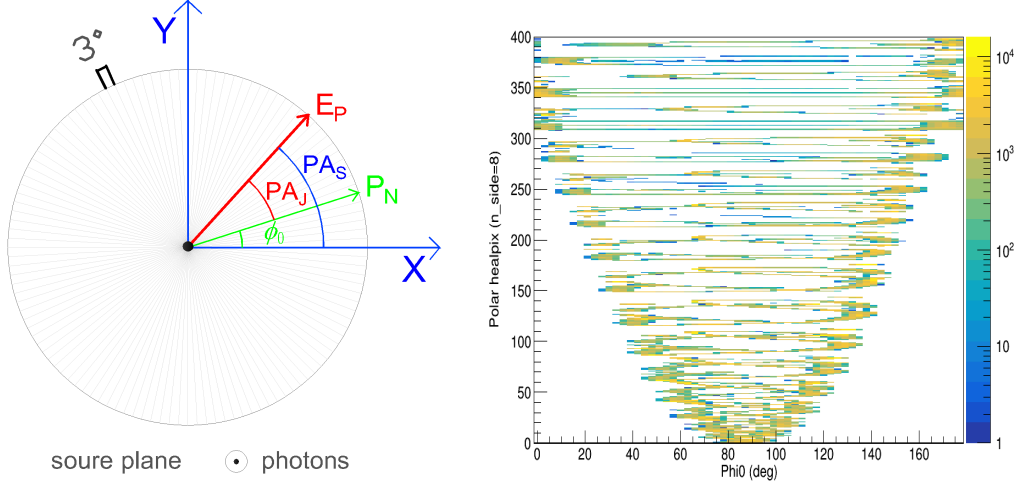 Y
3°
E_P
PA_S
PA_J
P_N
ϕ_0
X
soure plane
photons
Polar healpix (n_side=8)
400
350
300
250
200
150
100
50
0
0 20 40 60 80 100 120 140 160
Phi0 (deg)
10^4
10^3
10^2
10
1